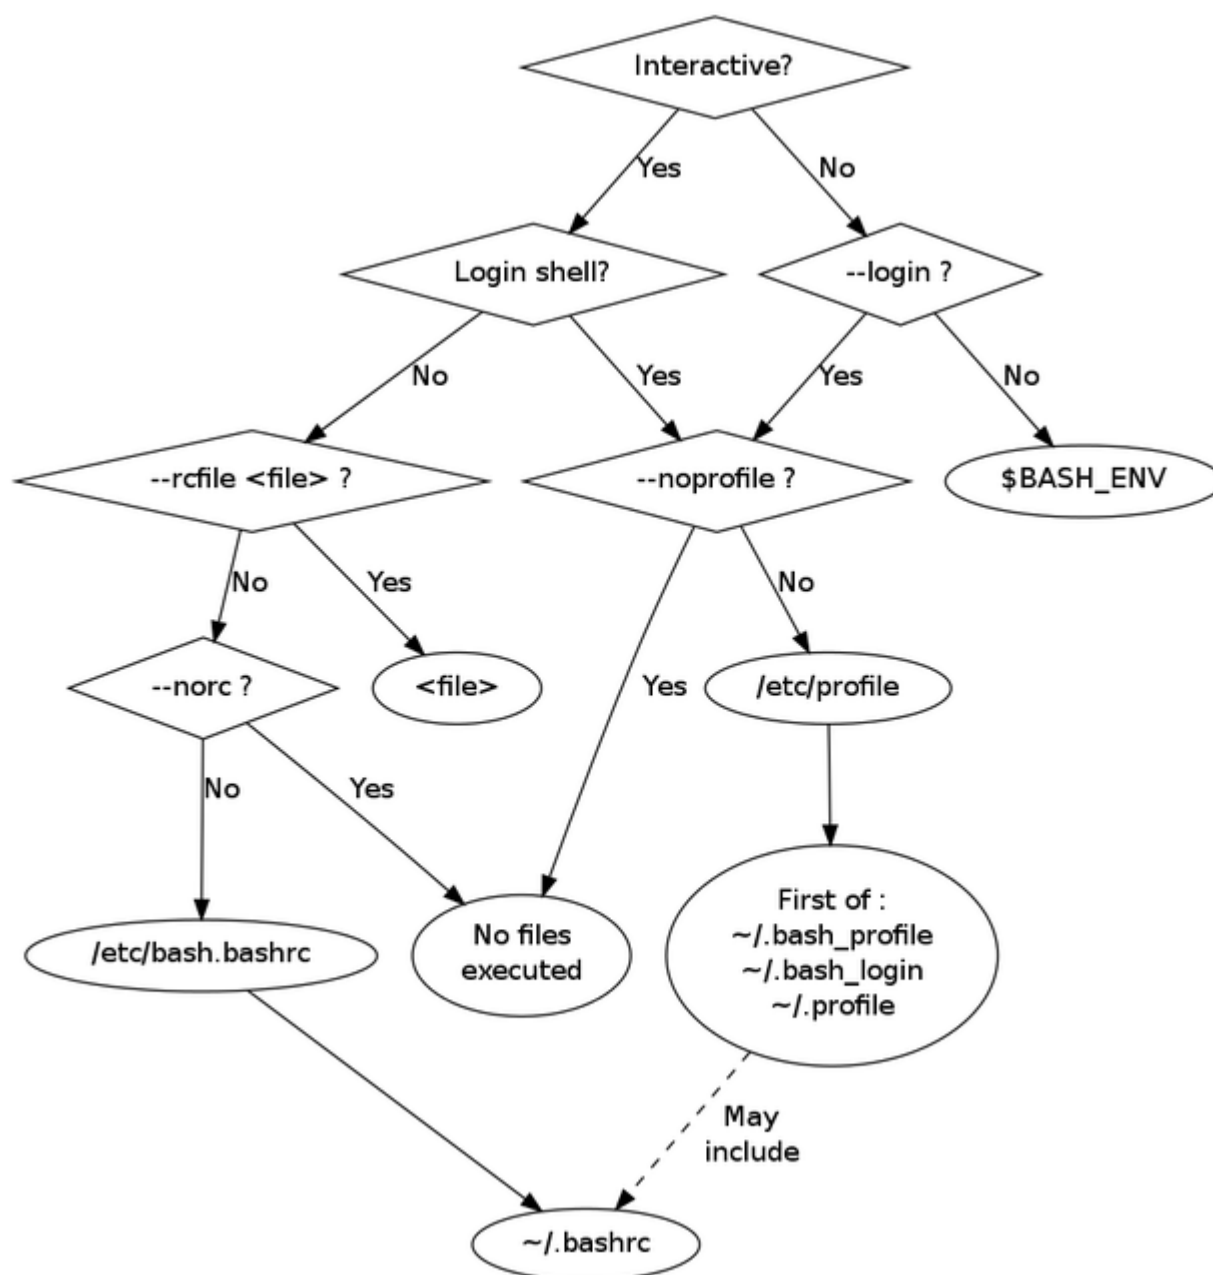 Interactive?
Yes
No
Login shell?
--login ?
No
Yes
Yes
No
--rcfile <file> ?
--noprofile ?
$BASH_ENV
No
Yes
No
--norc ?
<file>
Yes
/etc/profile
No
Yes
First of :
~/.bash_profile
~/.bash_login
~/.profile
/etc/bash.bashrc
No files
executed
May
include
~/.bashrc